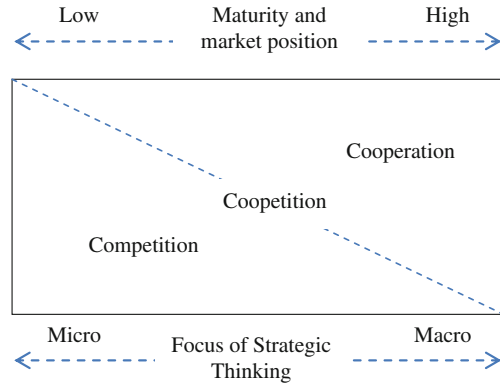 Low
Maturity and
market position
High
Cooperation
Coopetition
Competition
Micro
Focus of Strategic
Thinking
Macro